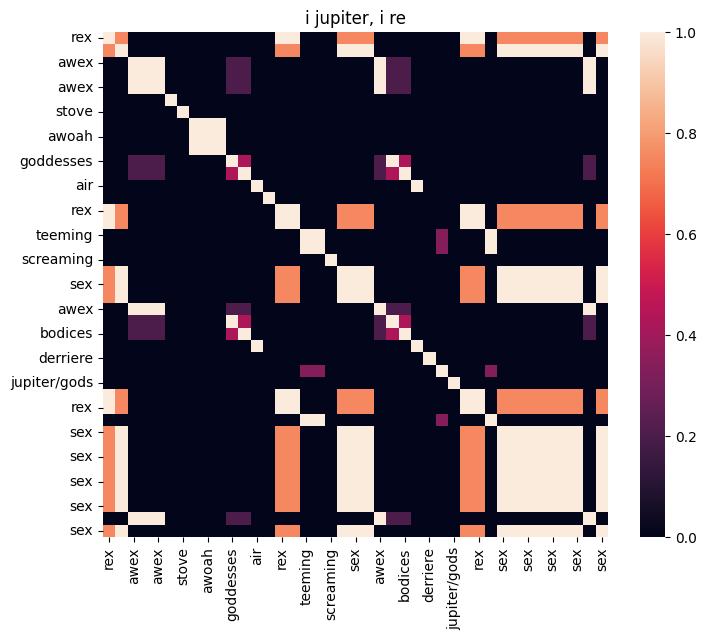 i jupiter, i re
rex
awex
awex
stove
awoah
goddesses
air
rex
teeming
screaming
sex
awex
bodices
derriere
jupiter/gods
rex
sex
sex
sex
sex
sex
1.0
0.8
0.6
0.4
0.2
0.0
rex
awex
awex
stove
awoah
goddesses
air
rex
teeming
screaming
sex
awex
bodices
derriere
jupiter/gods
rex
sex
sex
sex
sex
sex